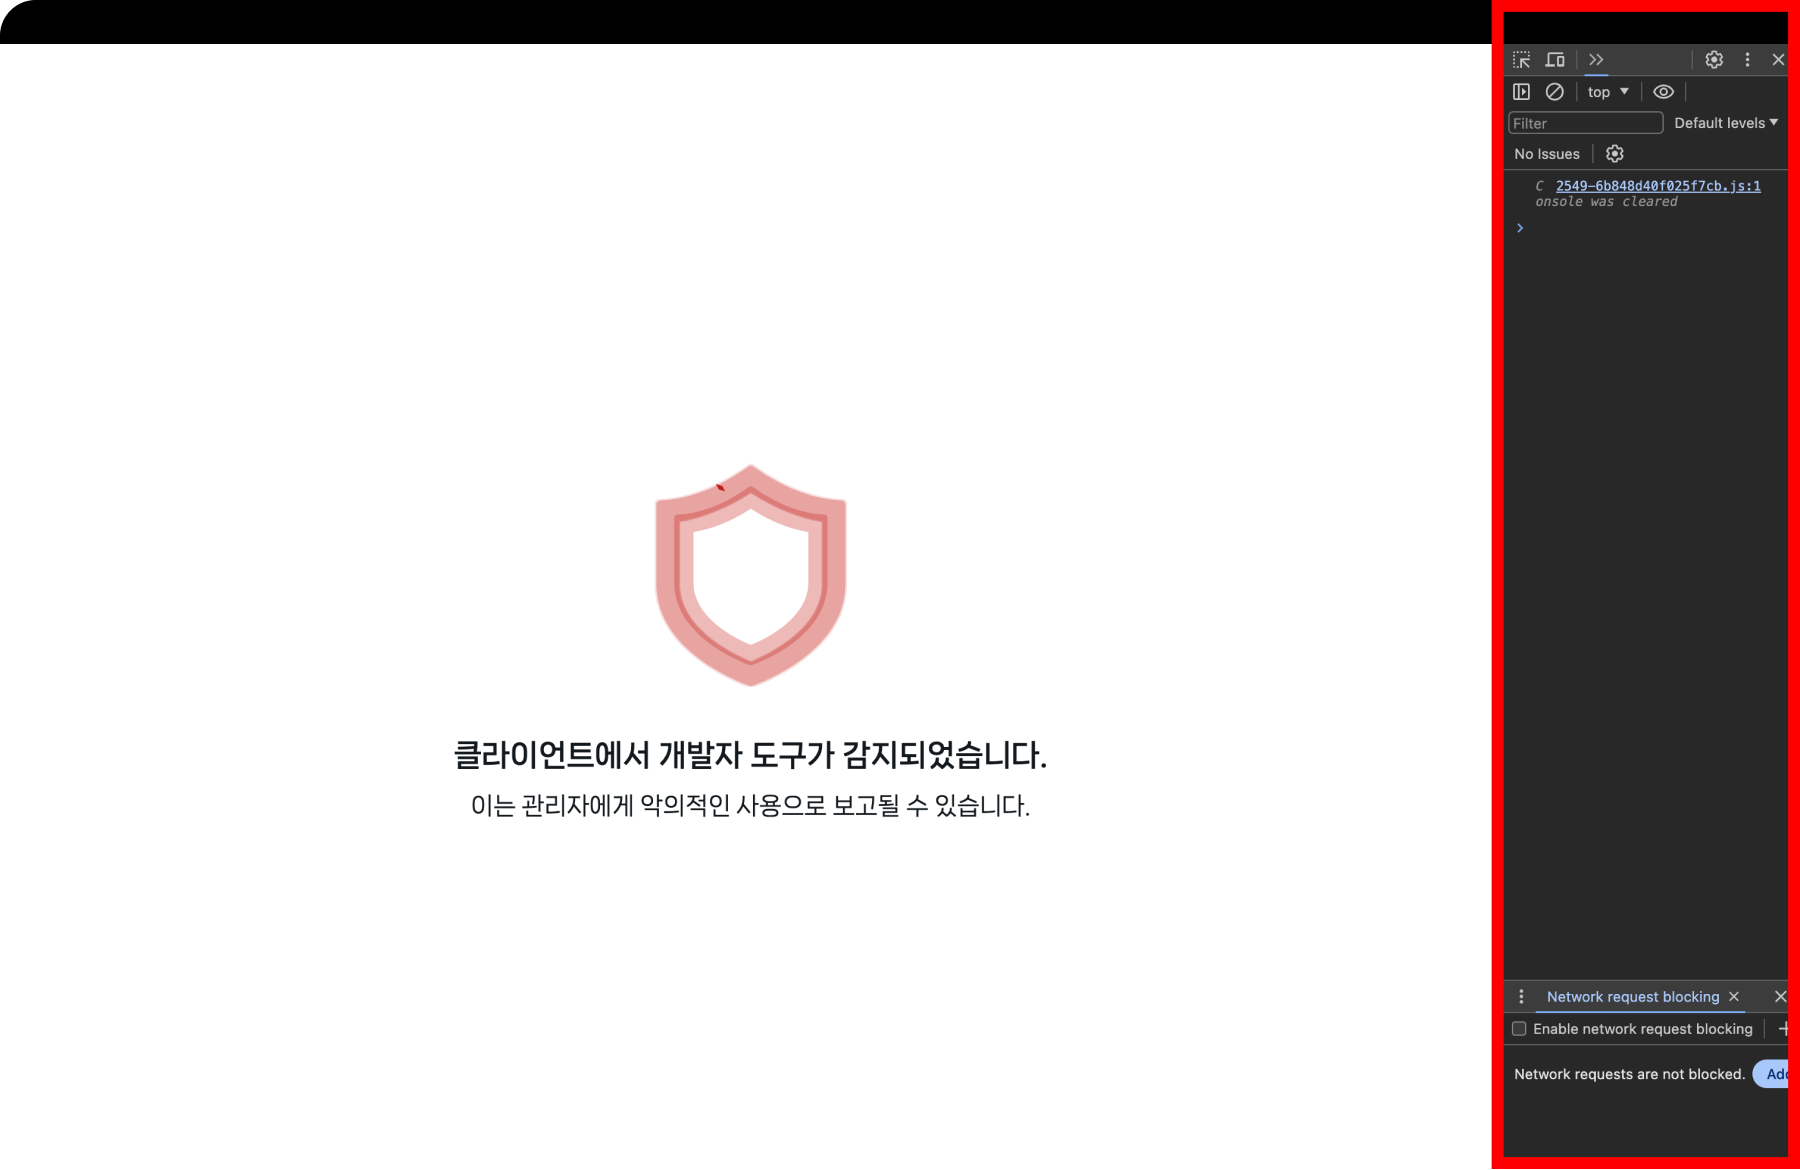 클라이언트에서 개발자 도구가 감지되었습니다.
이는 관리자에게 악의적인 사용으로 보고될 수 있습니다.
top
Filter
Default levels
No Issues
C 2549-6b848d40f025f7cb.js:1
onsole was cleared
Network request blocking
Enable network request blocking
Network requests are not blocked.